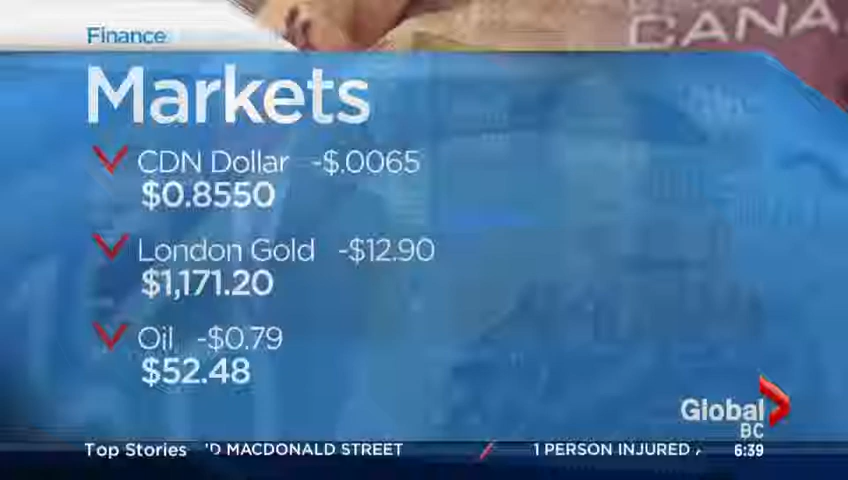 Finance
CANA
Markets
CDN Dollar -$.0065
$0.8550
London Gold -$12.90
$1,171.20
Oil -$0.79
$52.48
Global
BC
Top Stories 'D MACDONALD STREET 1 PERSON INJURED 6:39